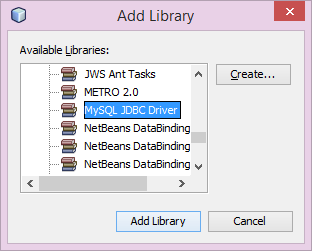 Add Library
Available Libraries:
JWS Ant Tasks
METRO 2.0
MySQL JDBC Driver
NetBeans DataBinding
NetBeans DataBinding
NetBeans DataBinding
Create...
Add Library
Cancel